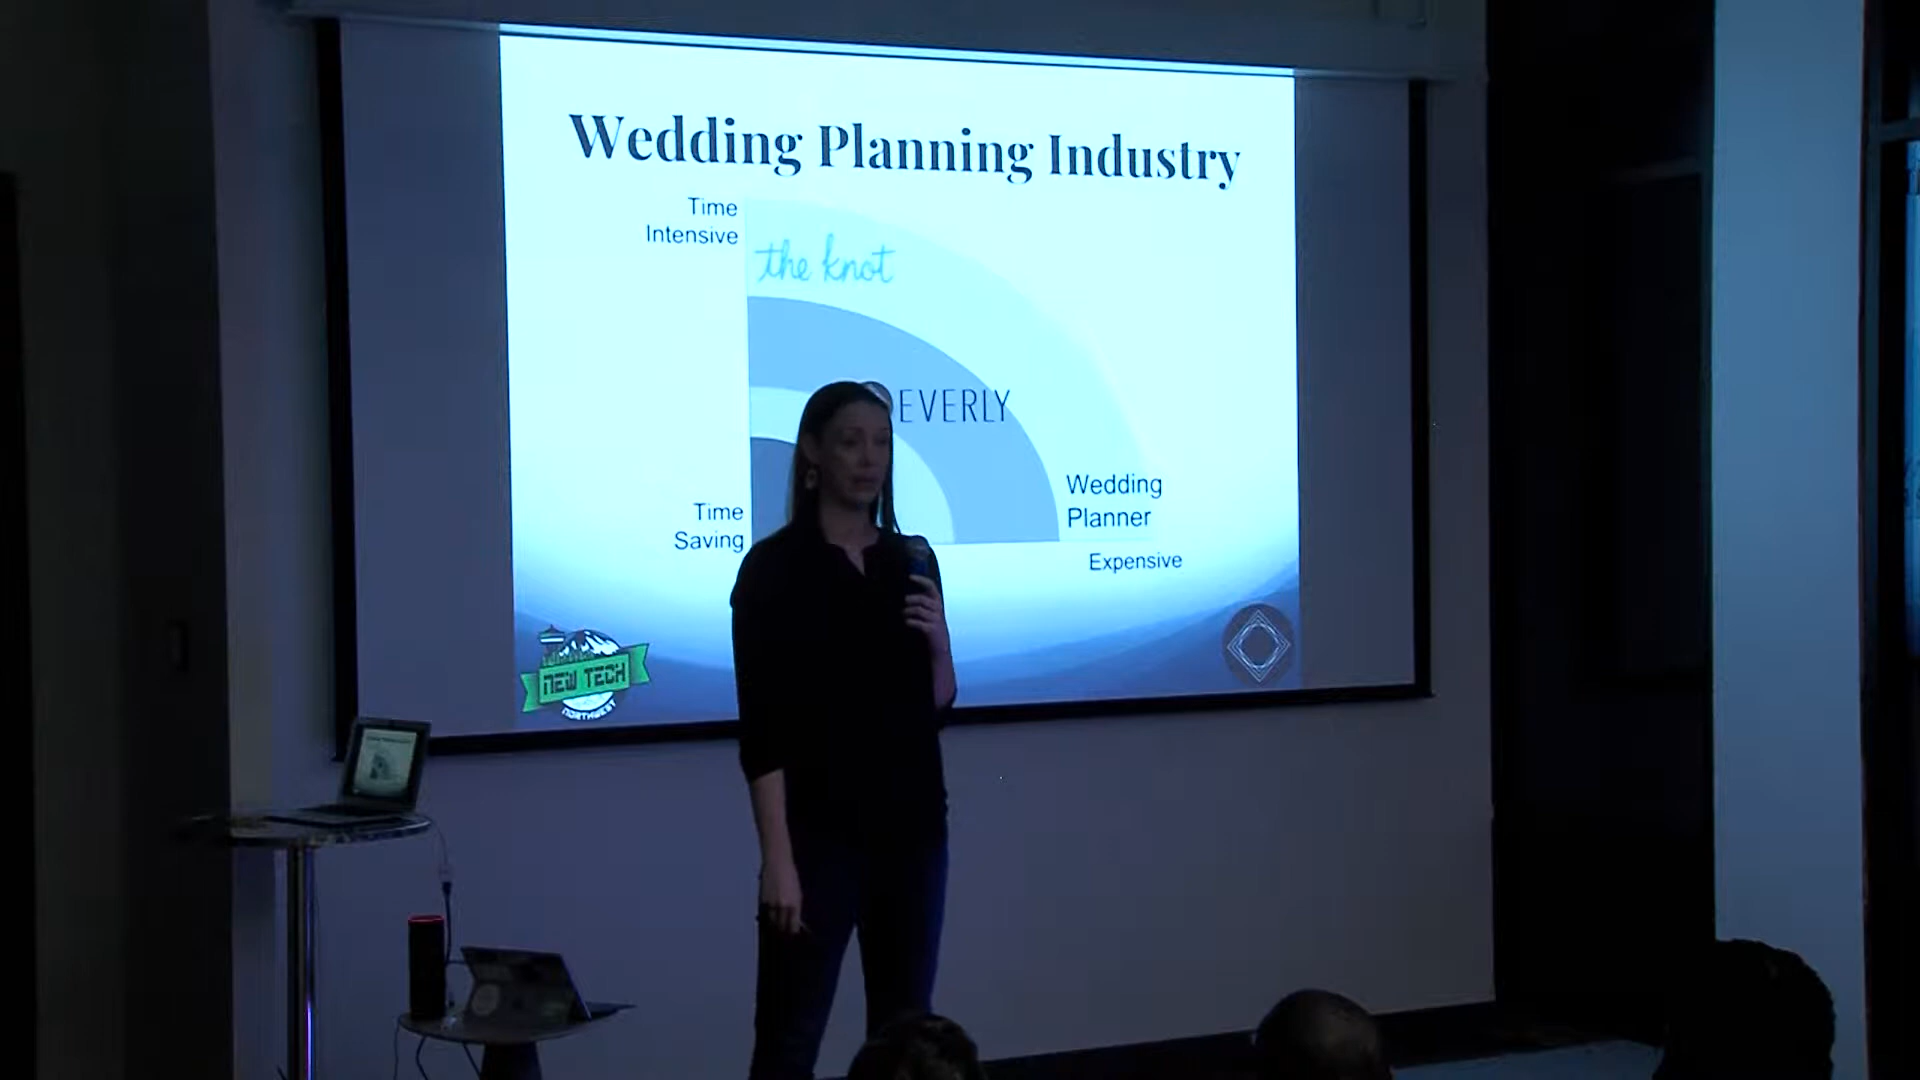 Wedding Planning Industry
Time
Intensive
the knot
EVERLY
Wedding
Planner
Time
Saving
Expensive
NEW TECH
NORTHWEST